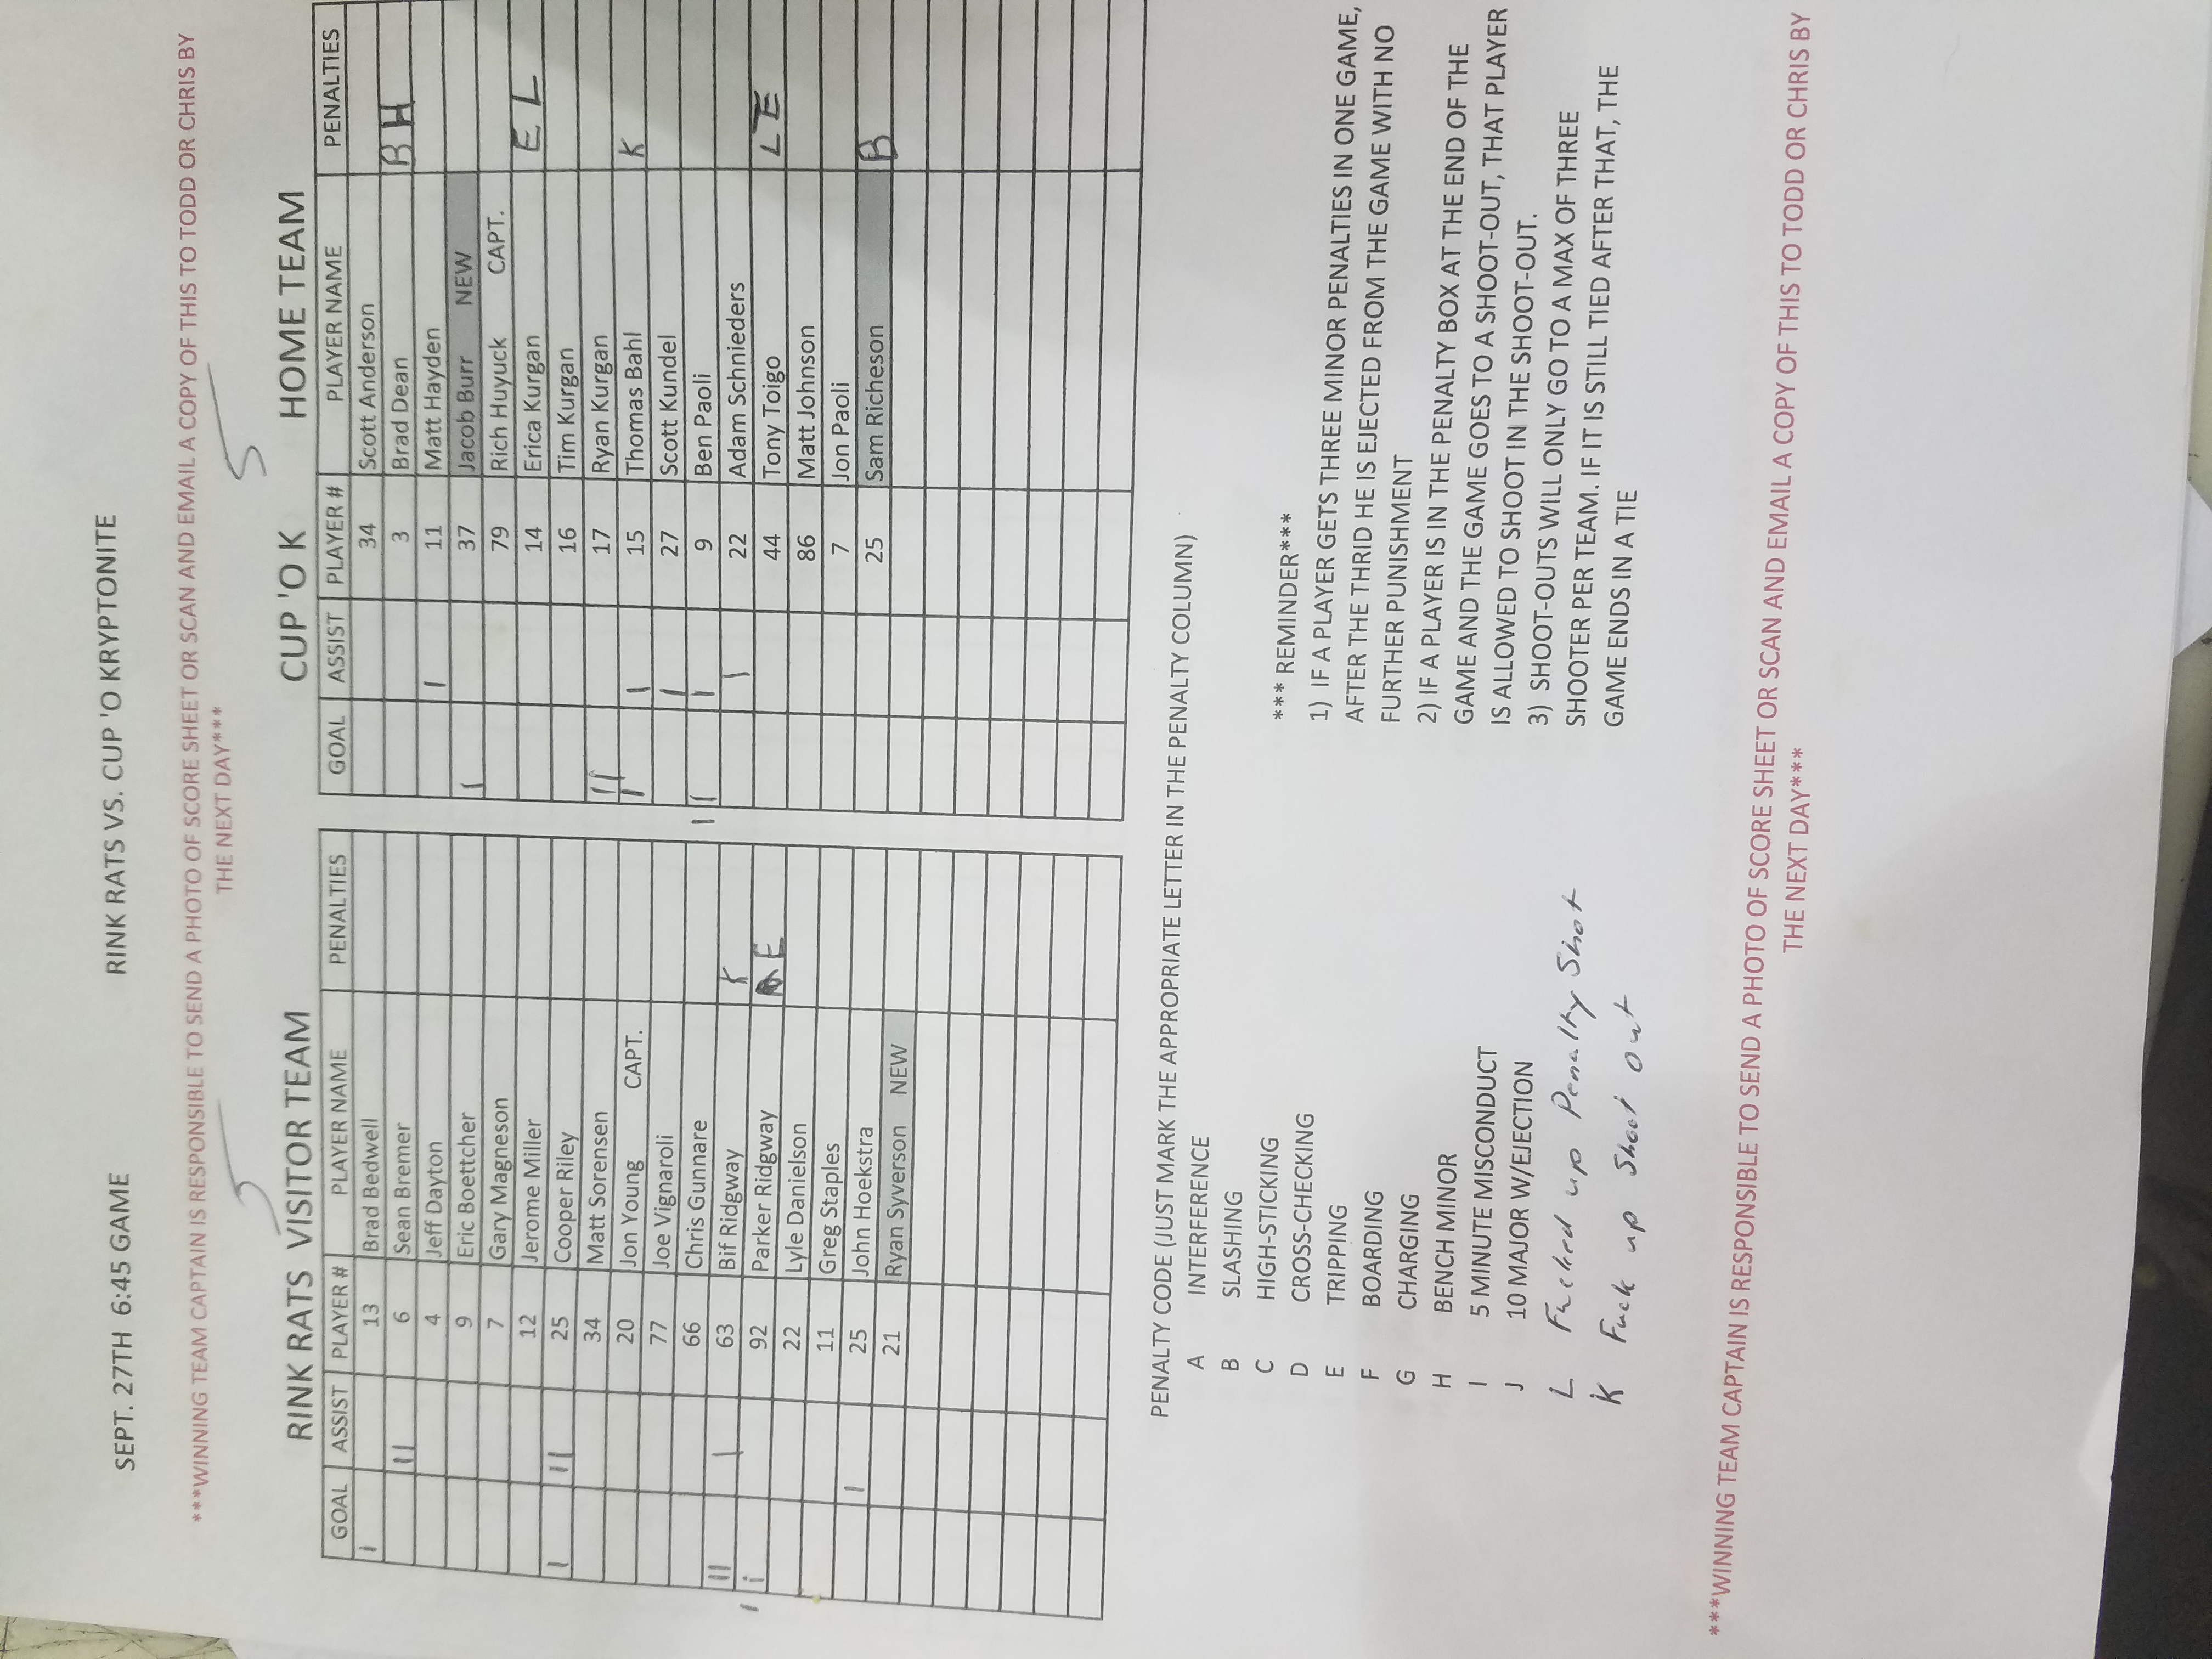 SEPT. 27TH 6:45 GAME RINK RATS VS. CUP 'O KRYPTONITE
***WINNING TEAM CAPTAIN IS RESPONSIBLE TO SEND A PHOTO OF SCORE SHEET OR SCAN AND EMAIL A COPY OF THIS TO TODD OR CHRIS BY
THE NEXT DAY***
5
RINK RATS VISITOR TEAM
GOAL ASSIST PLAYER # PLAYER NAME PENALTIES
I 13 Brad Bedwell
II 6 Sean Bremer
4 Jeff Dayton
9 Eric Boettcher
7 Gary Magneson
12 Jerome Miller
I II 25 Cooper Riley
34 Matt Sorensen
20 Jon Young CAPT.
77 Joe Vignaroli
66 Chris Gunnare
II I 63 Bif Ridgway K
I I 92 Parker Ridgway E
22 Lyle Danielson
11 Greg Staples
I 25 John Hoekstra
21 Ryan Syverson NEW
5
CUP 'O K HOME TEAM
GOAL ASSIST PLAYER # PLAYER NAME PENALTIES
34 Scott Anderson
3 Brad Dean B H
I 11 Matt Hayden
I 37 Jacob Burr NEW
79 Rich Huyuck CAPT.
14 Erica Kurgan E L
16 Tim Kurgan
II 17 Ryan Kurgan
I I 15 Thomas Bahl K
I 27 Scott Kundel
I I I 9 Ben Paoli
I 22 Adam Schnieders
44 Tony Toigo L E
86 Matt Johnson
7 Jon Paoli
25 Sam Richeson B
PENALTY CODE (JUST MARK THE APPROPRIATE LETTER IN THE PENALTY COLUMN)
A INTERFERENCE
B SLASHING
C HIGH-STICKING
D CROSS-CHECKING
E TRIPPING
F BOARDING
G CHARGING
H BENCH MINOR
I 5 MINUTE MISCONDUCT
J 10 MAJOR W/EJECTION
L Fucked up Penalty Shot
K Fuck up Shoot out
*** REMINDER***
1) IF A PLAYER GETS THREE MINOR PENALTIES IN ONE GAME,
AFTER THE THRID HE IS EJECTED FROM THE GAME WITH NO
FURTHER PUNISHMENT
2) IF A PLAYER IS IN THE PENALTY BOX AT THE END OF THE
GAME AND THE GAME GOES TO A SHOOT-OUT, THAT PLAYER
IS ALLOWED TO SHOOT IN THE SHOOT-OUT.
3) SHOOT-OUTS WILL ONLY GO TO A MAX OF THREE
SHOOTER PER TEAM. IF IT IS STILL TIED AFTER THAT, THE
GAME ENDS IN A TIE
***WINNING TEAM CAPTAIN IS RESPONSIBLE TO SEND A PHOTO OF SCORE SHEET OR SCAN AND EMAIL A COPY OF THIS TO TODD OR CHRIS BY
THE NEXT DAY***